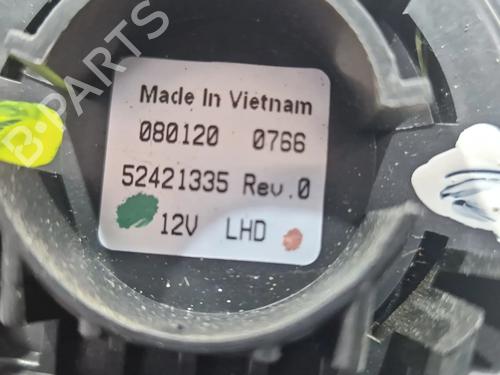 B-PARTS
Made In Vietnam
080120 0766
52421335 Rev.0
12V LHD